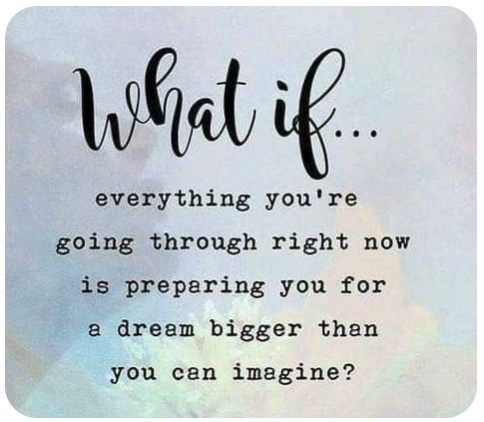 What if...
everything you're
going through right now
is preparing you for
a dream bigger than
you can imagine?